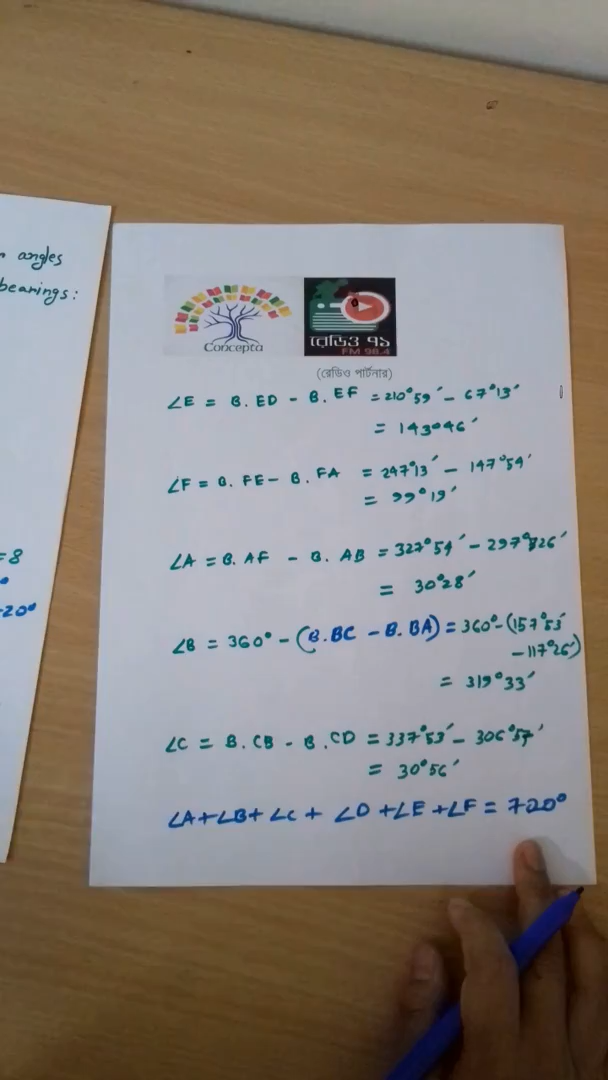 angles
bearings:
=8
20°
Concepta
রেডিও ৭১
FM 98.4
(রেডিও পার্টনার)
∠E = B.ED - B.EF = 210°59′ - 67°13′
= 143°46′
∠F = B.FE - B.FA = 247°13′ - 147°54′
= 99°19′
∠A = B.AF - B.AB = 327°54′ - 297°26′
= 30°28′
∠B = 360° - (B.BC - B.BA) = 360° - (157°53′
- 117°26′)
= 319°33′
∠C = B.CB - B.CD = 337°53′ - 306°57′
= 30°56′
∠A+∠B+∠C+∠D+∠E+∠F = 720°